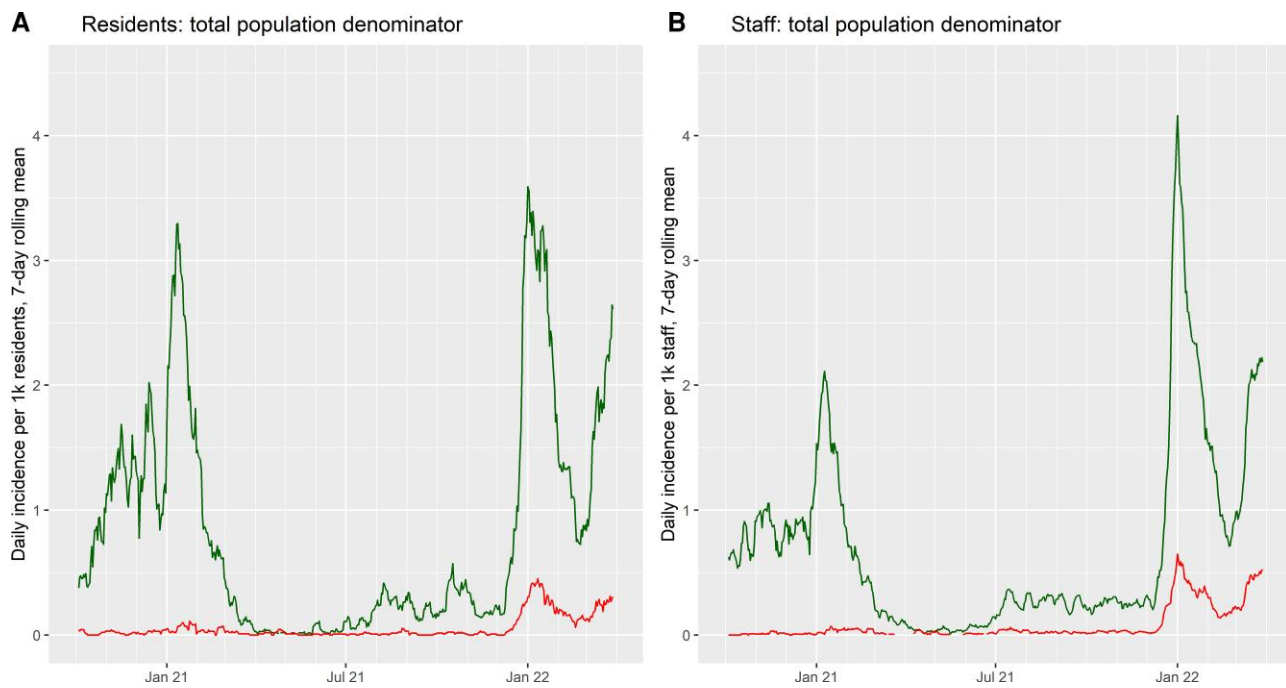 A Residents: total population denominator
Daily incidence per 1k residents, 7-day rolling mean
4
3
2
1
0
Jan 21 Jul 21 Jan 22
B Staff: total population denominator
Daily incidence per 1k staff, 7-day rolling mean
4
3
2
1
0
Jan 21 Jul 21 Jan 22